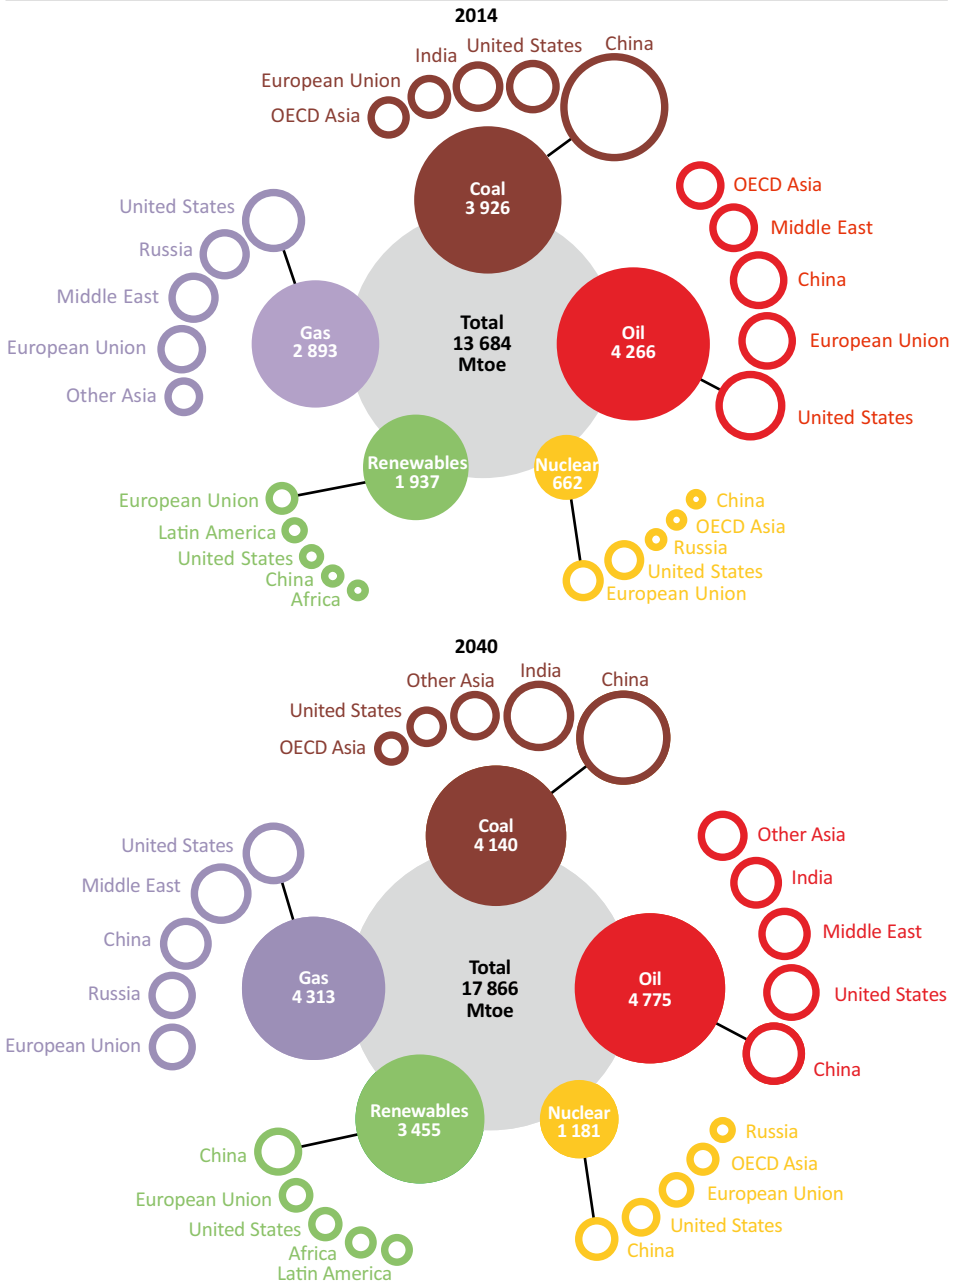 2014
China
United States
India
European Union
OECD Asia
Coal
3 926
OECD Asia
Middle East
China
European Union
United States
United States
Russia
Middle East
European Union
Other Asia
Gas
2 893
Total
13 684
Mtoe
Oil
4 266
Renewables
1 937
Nuclear
662
European Union
Latin America
United States
China
Africa
China
OECD Asia
Russia
United States
European Union
2040
China
India
Other Asia
United States
OECD Asia
Coal
4 140
Other Asia
India
Middle East
United States
China
United States
Middle East
China
Russia
European Union
Gas
4 313
Total
17 866
Mtoe
Oil
4 775
Renewables
3 455
Nuclear
1 181
China
European Union
United States
Africa
Latin America
Russia
OECD Asia
European Union
United States
China